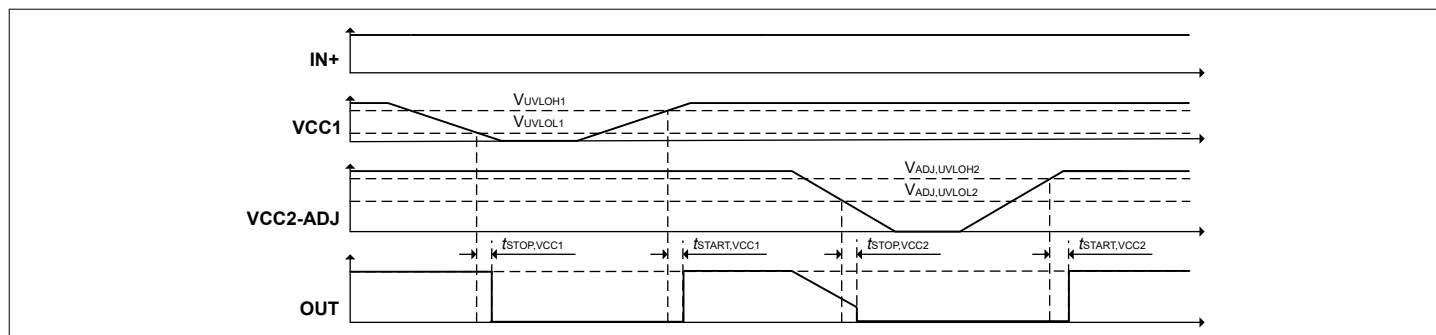 IN+
VUVLOH1
VCC1
VUVLOL1
VADJ,UVLOH2
VADJ,UVLOL2
VCC2-ADJ
tSTOP,VCC1
tSTART,VCC1
tSTOP,VCC2
tSTART,VCC2
OUT